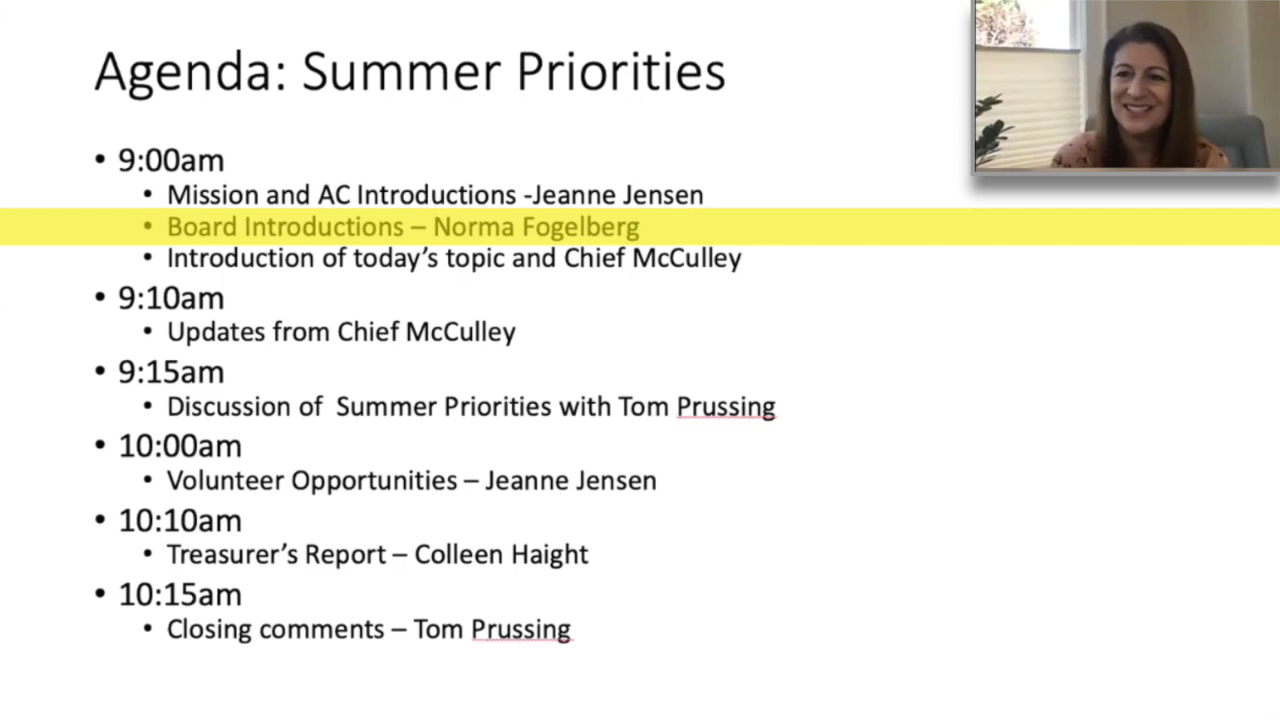 Agenda: Summer Priorities
• 9:00am
• Mission and AC Introductions -Jeanne Jensen
• Board Introductions – Norma Fogelberg
• Introduction of today’s topic and Chief McCulley
• 9:10am
• Updates from Chief McCulley
• 9:15am
• Discussion of  Summer Priorities with Tom Prussing
• 10:00am
• Volunteer Opportunities – Jeanne Jensen
• 10:10am
• Treasurer’s Report – Colleen Haight
• 10:15am
• Closing comments – Tom Prussing